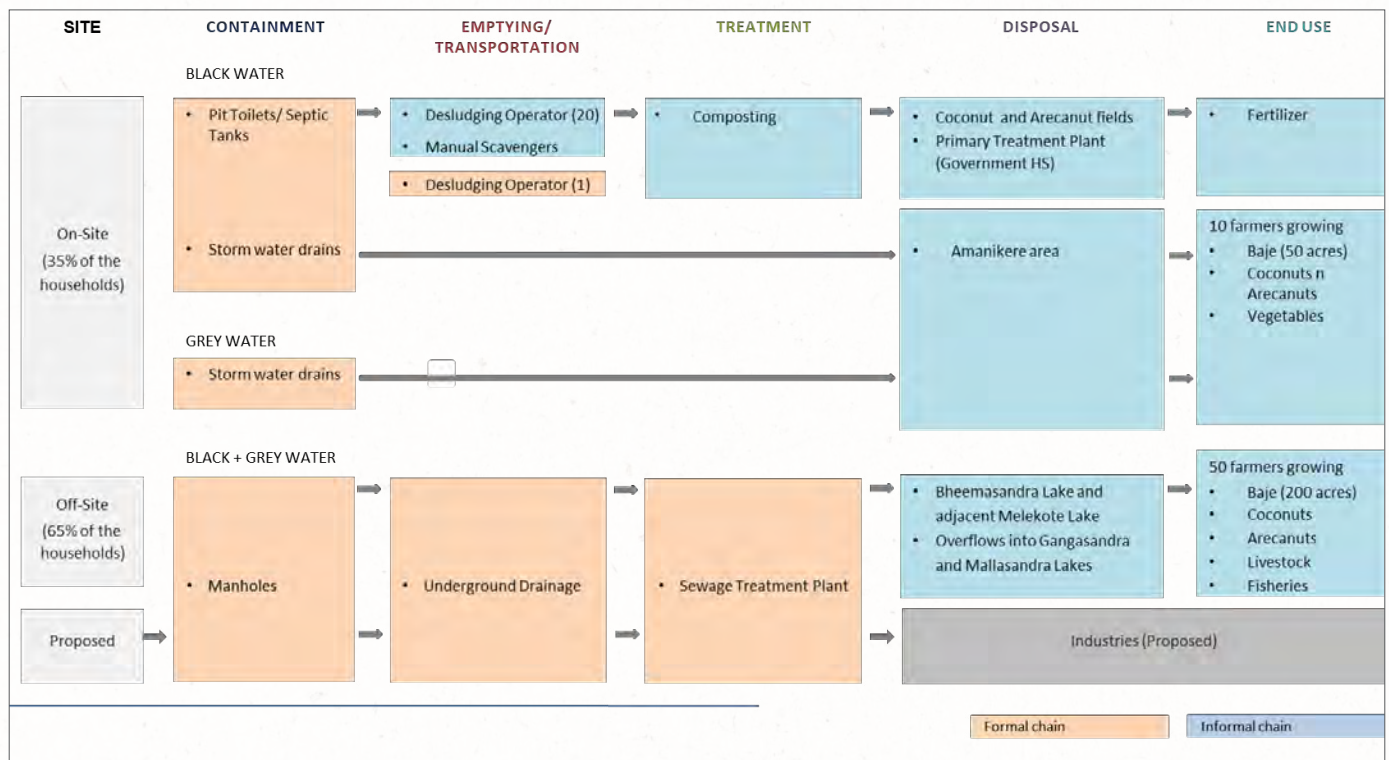 SITE
CONTAINMENT
EMPTYING/
TRANSPORTATION
TREATMENT
DISPOSAL
END USE
BLACK WATER
On-Site
(35% of the
households)
• Pit Toilets/ Septic
Tanks
• Storm water drains
• Desludging Operator (20)
• Manual Scavengers
• Desludging Operator (1)
• Composting
• Coconut and Arecanut fields
• Primary Treatment Plant
(Government HS)
• Fertilizer
• Amanikere area
10 farmers growing
• Baje (50 acres)
• Coconuts n
Arecanuts
• Vegetables
GREY WATER
• Storm water drains
BLACK + GREY WATER
Off-Site
(65% of the
households)
• Manholes
• Underground Drainage
• Sewage Treatment Plant
• Bheemasandra Lake and
adjacent Melekote Lake
• Overflows into Gangasandra
and Mallasandra Lakes
50 farmers growing
• Baje (200 acres)
• Coconuts
• Arecanuts
• Livestock
• Fisheries
Proposed
Industries (Proposed)
Formal chain
Informal chain